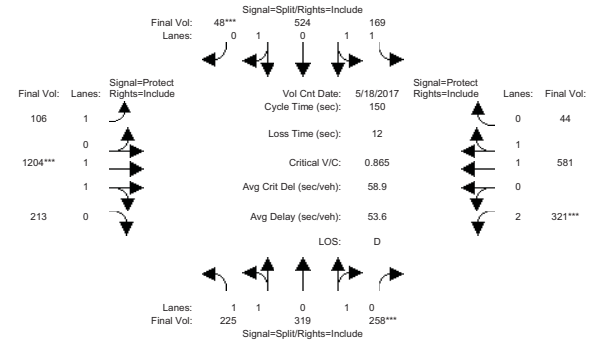 Signal=Split/Rights=Include
Final Vol: 48*** 524 169
Lanes: 0 1 0 1 1
Signal=Protect
Final Vol: Lanes: Rights=Include
Vol Cnt Date: 5/18/2017
Signal=Protect
Rights=Include Lanes: Final Vol:
Cycle Time (sec): 150
106 1
0 44
Loss Time (sec): 12
0
1
1204*** 1
Critical V/C: 0.865
1 581
1
Avg Crit Del (sec/veh): 58.9
0
213 0
Avg Delay (sec/veh): 53.6
2 321***
LOS: D
Lanes: 1 1 0 1 0
Final Vol: 225 319 258***
Signal=Split/Rights=Include